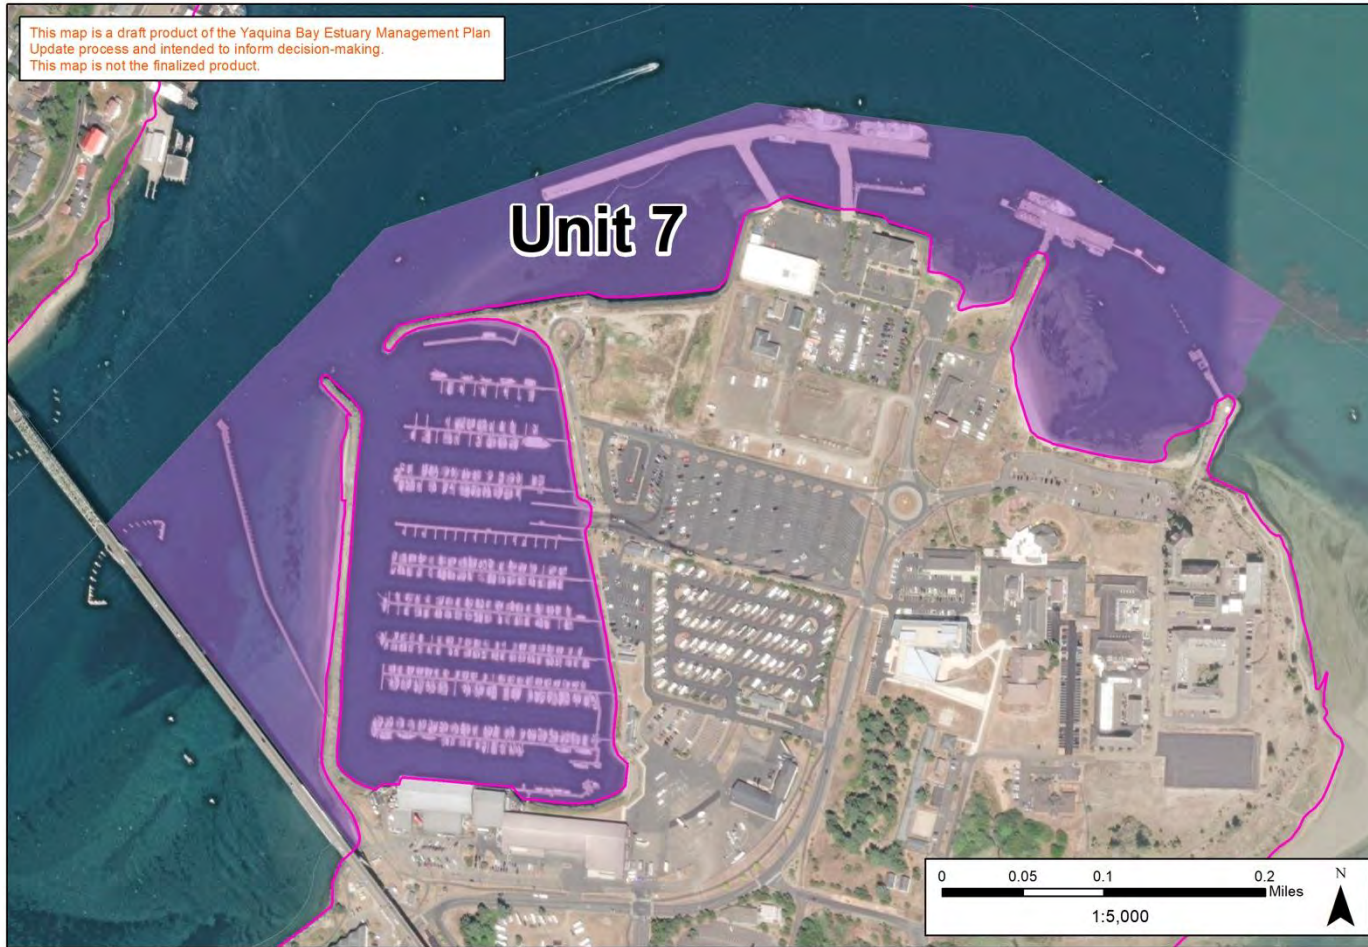 This map is a draft product of the Yaquina Bay Estuary Management Plan
Update process and intended to inform decision-making.
This map is not the finalized product.
Unit 7
0 0.05 0.1 0.2
Miles
N
1:5,000